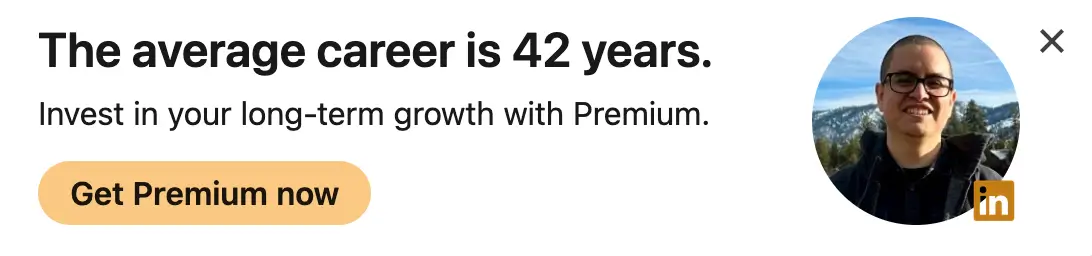 The average career is 42 years.
Invest in your long-term growth with Premium.
Get Premium now
in